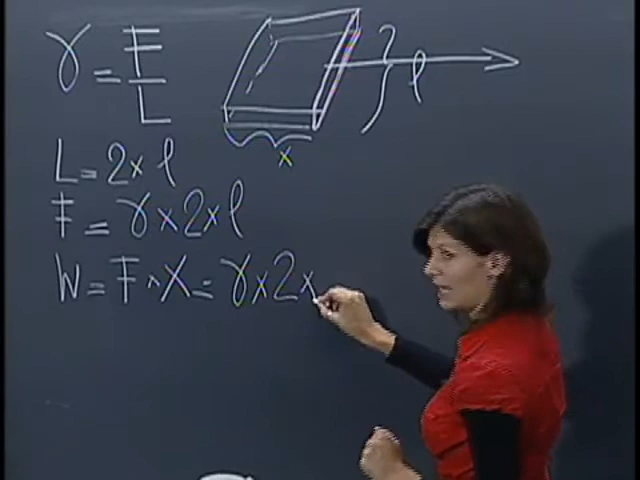 γ = F/L
l
x
L = 2 x l
F = γ x 2 x l
W = F x X = γ x 2 x